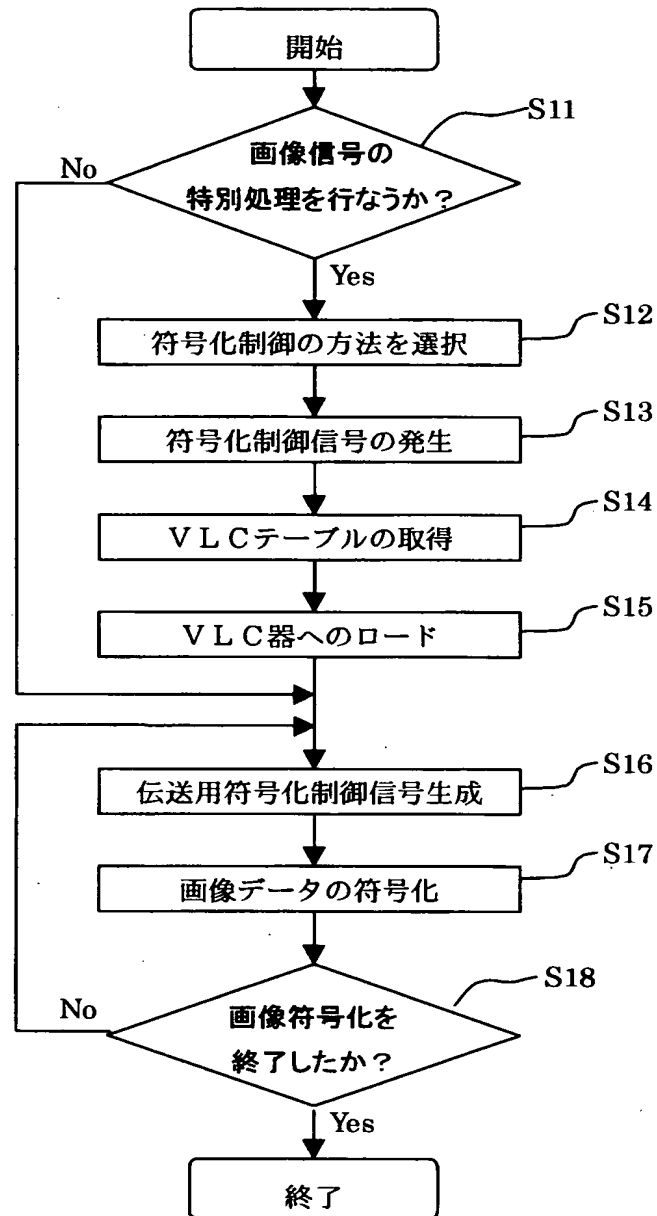 開始
S11
画像信号の
特別処理を行なうか？
No
Yes
S12
符号化制御の方法を選択
S13
符号化制御信号の発生
S14
ＶＬＣテーブルの取得
S15
ＶＬＣ器へのロード
S16
伝送用符号化制御信号生成
S17
画像データの符号化
S18
画像符号化を
終了したか？
No
Yes
終了